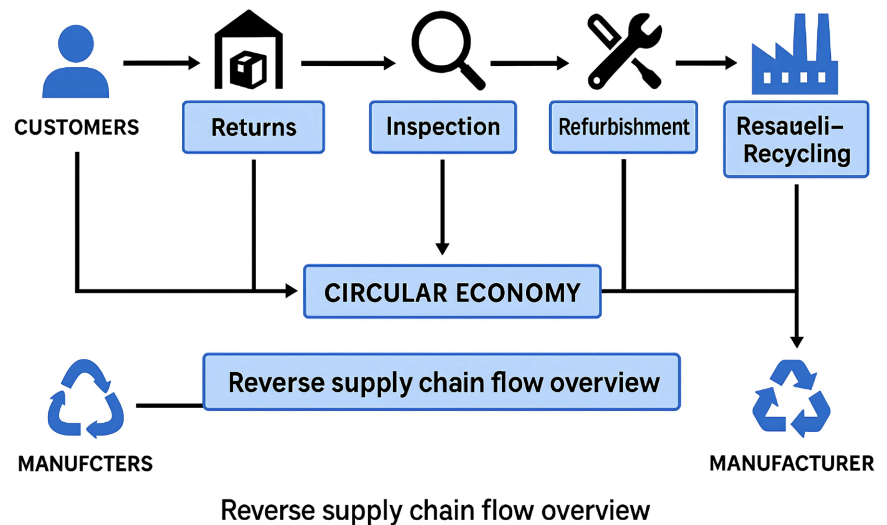 CUSTOMERS
Returns
Inspection
Refurbishment
Resaueli–
Recycling
CIRCULAR ECONOMY
Reverse supply chain flow overview
MANUFCTERS
MANUFACTURER
Reverse supply chain flow overview